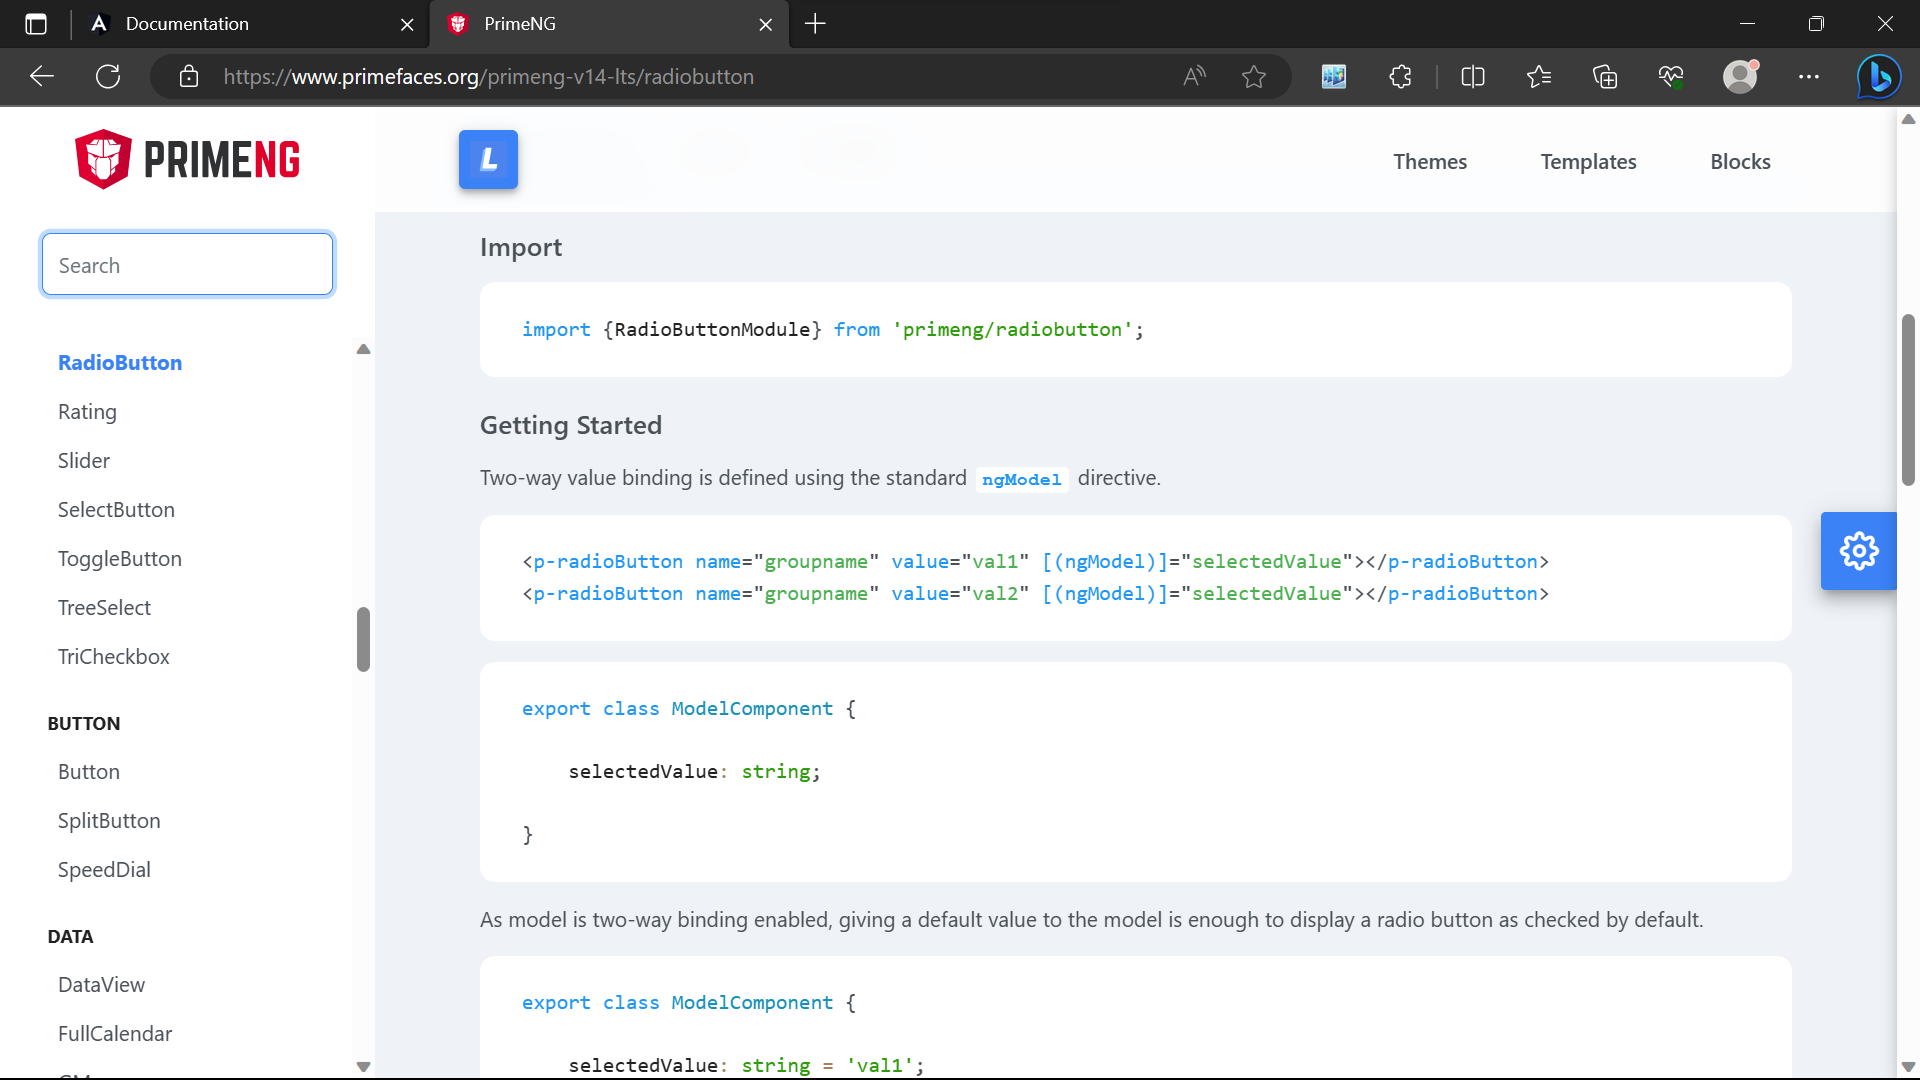 Documentation
PrimeNG
https://www.primefaces.org/primeng-v14-lts/radiobutton
PRIMENG
L
Themes
Templates
Blocks
Search
RadioButton
Rating
Slider
SelectButton
ToggleButton
TreeSelect
TriCheckbox
BUTTON
Button
SplitButton
SpeedDial
DATA
DataView
FullCalendar
Import
import {RadioButtonModule} from 'primeng/radiobutton';
Getting Started
Two-way value binding is defined using the standard ngModel directive.
<p-radioButton name="groupname" value="val1" [(ngModel)]="selectedValue"></p-radioButton>
<p-radioButton name="groupname" value="val2" [(ngModel)]="selectedValue"></p-radioButton>
export class ModelComponent {
selectedValue: string;
}
As model is two-way binding enabled, giving a default value to the model is enough to display a radio button as checked by default.
export class ModelComponent {
selectedValue: string = 'val1';